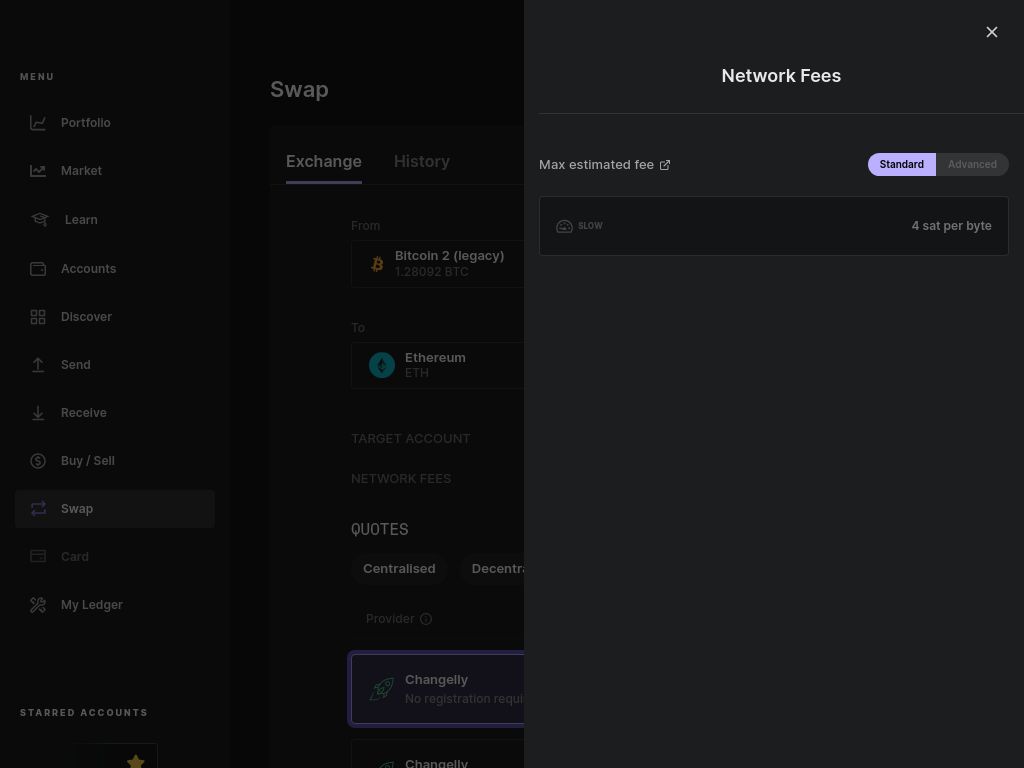 MENU
Portfolio
Market
Learn
Accounts
Discover
Send
Receive
Buy / Sell
Swap
Card
My Ledger
STARRED ACCOUNTS
Swap
Exchange
History
From
Bitcoin 2 (legacy)
1.28092 BTC
To
Ethereum
ETH
TARGET ACCOUNT
NETWORK FEES
QUOTES
Centralised
Provider
Changelly
No registration
Changelly
Network Fees
Max estimated fee
Standard
Advanced
SLOW
4 sat per byte